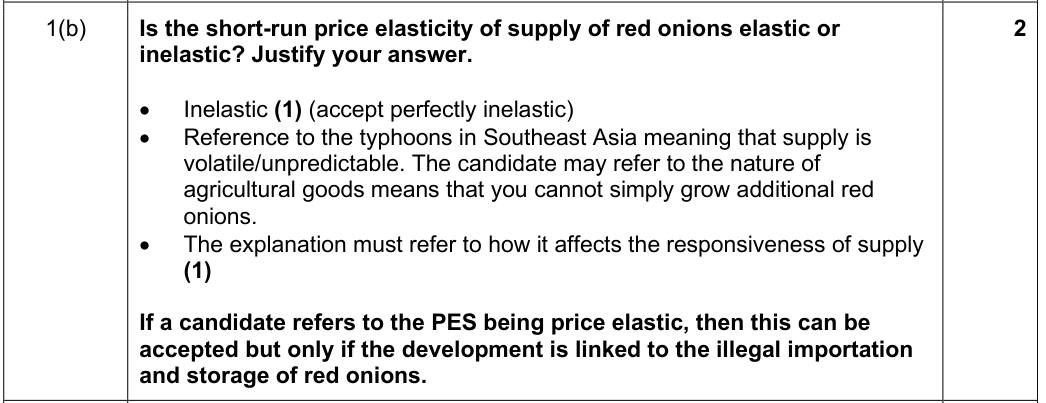 1(b) Is the short-run price elasticity of supply of red onions elastic or 2
inelastic? Justify your answer.
• Inelastic (1) (accept perfectly inelastic)
• Reference to the typhoons in Southeast Asia meaning that supply is
volatile/unpredictable. The candidate may refer to the nature of
agricultural goods means that you cannot simply grow additional red
onions.
• The explanation must refer to how it affects the responsiveness of supply
(1)
If a candidate refers to the PES being price elastic, then this can be
accepted but only if the development is linked to the illegal importation
and storage of red onions.